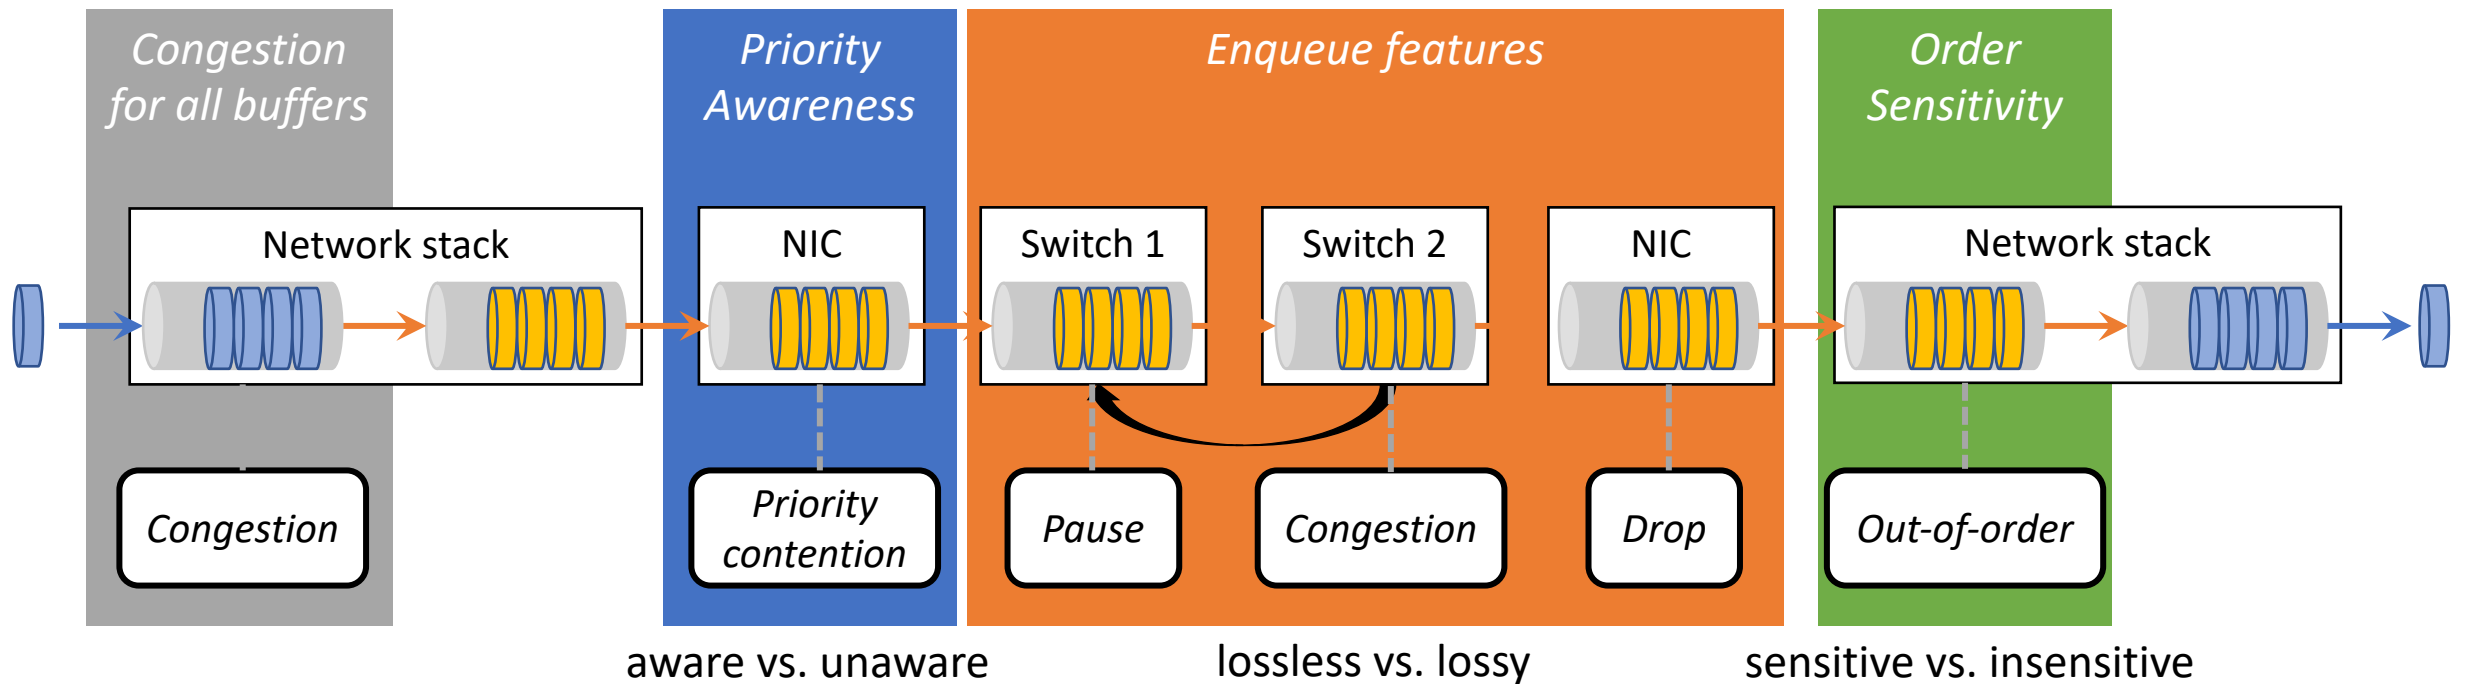 Congestion
for all buffers
Priority
Awareness
Enqueue features
Order
Sensitivity
Network stack
NIC
Switch 1
Switch 2
NIC
Network stack
Congestion
Priority
contention
Pause
Congestion
Drop
Out-of-order
aware vs. unaware
lossless vs. lossy
sensitive vs. insensitive